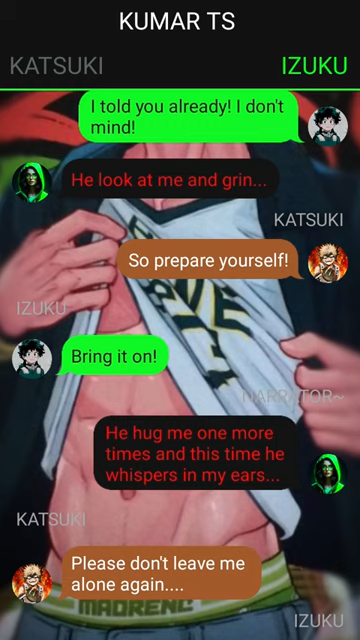 KUMAR TS
KATSUKI
IZUKU
I told you already! I don't
mind!
He look at me and grin...
KATSUKI
So prepare yourself!
IZUKU
Bring it on!
NARRATOR~
He hug me one more
times and this time he
whispers in my ears...
KATSUKI
Please don't leave me
alone again....
MADRENC
IZUKU